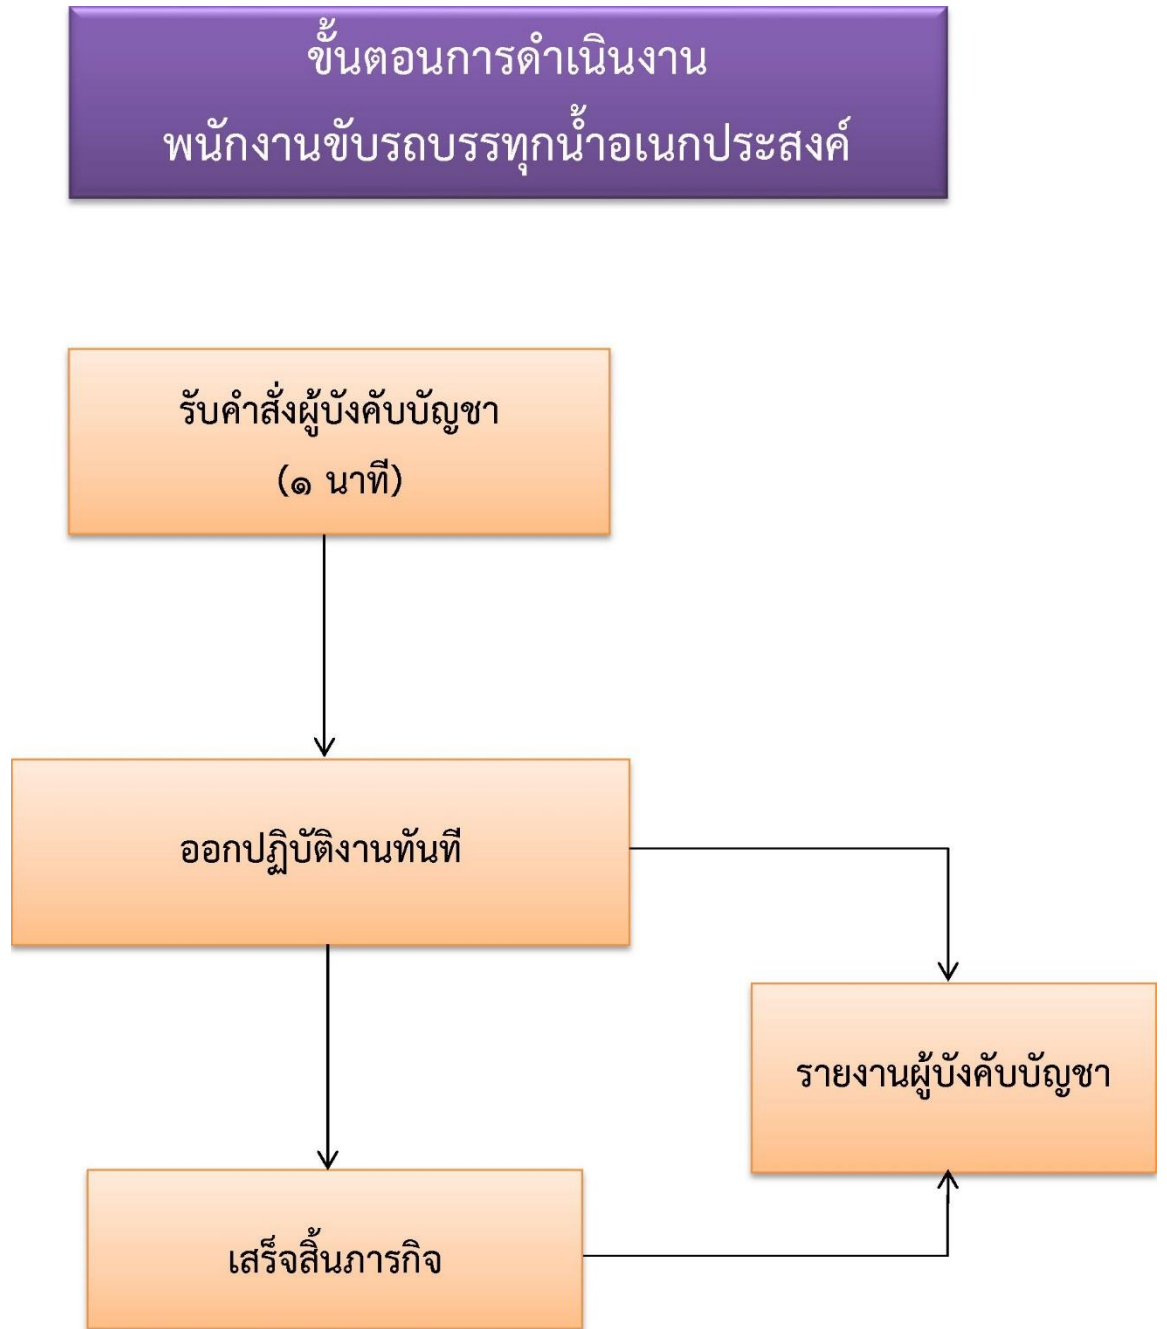 ขั้นตอนการดำเนินงาน
พนักงานขับรถบรรทุกน้ำอเนกประสงค์
รับคำสั่งผู้บังคับบัญชา
(๑ นาที)
ออกปฏิบัติงานทันที
รายงานผู้บังคับบัญชา
เสร็จสิ้นภารกิจ